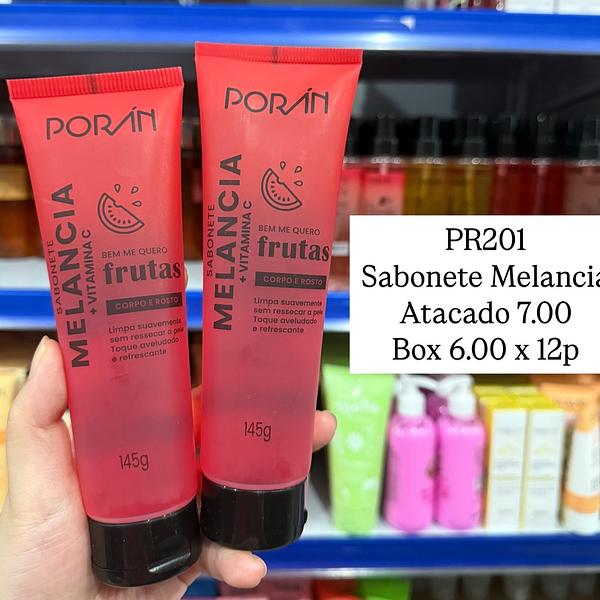 PORÁN
SABONETE
MELANCIA
+ VITAMINA C
BEM ME QUERO
frutas
CORPO E ROSTO
Limpa suavemente
sem ressecar a pele
Toque aveludado
e refrescante
145g
PORÁN
SABONETE
MELANCIA
+ VITAMINA C
BEM ME QUERO
frutas
CORPO E ROSTO
Limpa suavemente
sem ressecar a pele
Toque aveludado
e refrescante
145g
PR201
Sabonete Melancia
Atacado 7.00
Box 6.00 x 12p